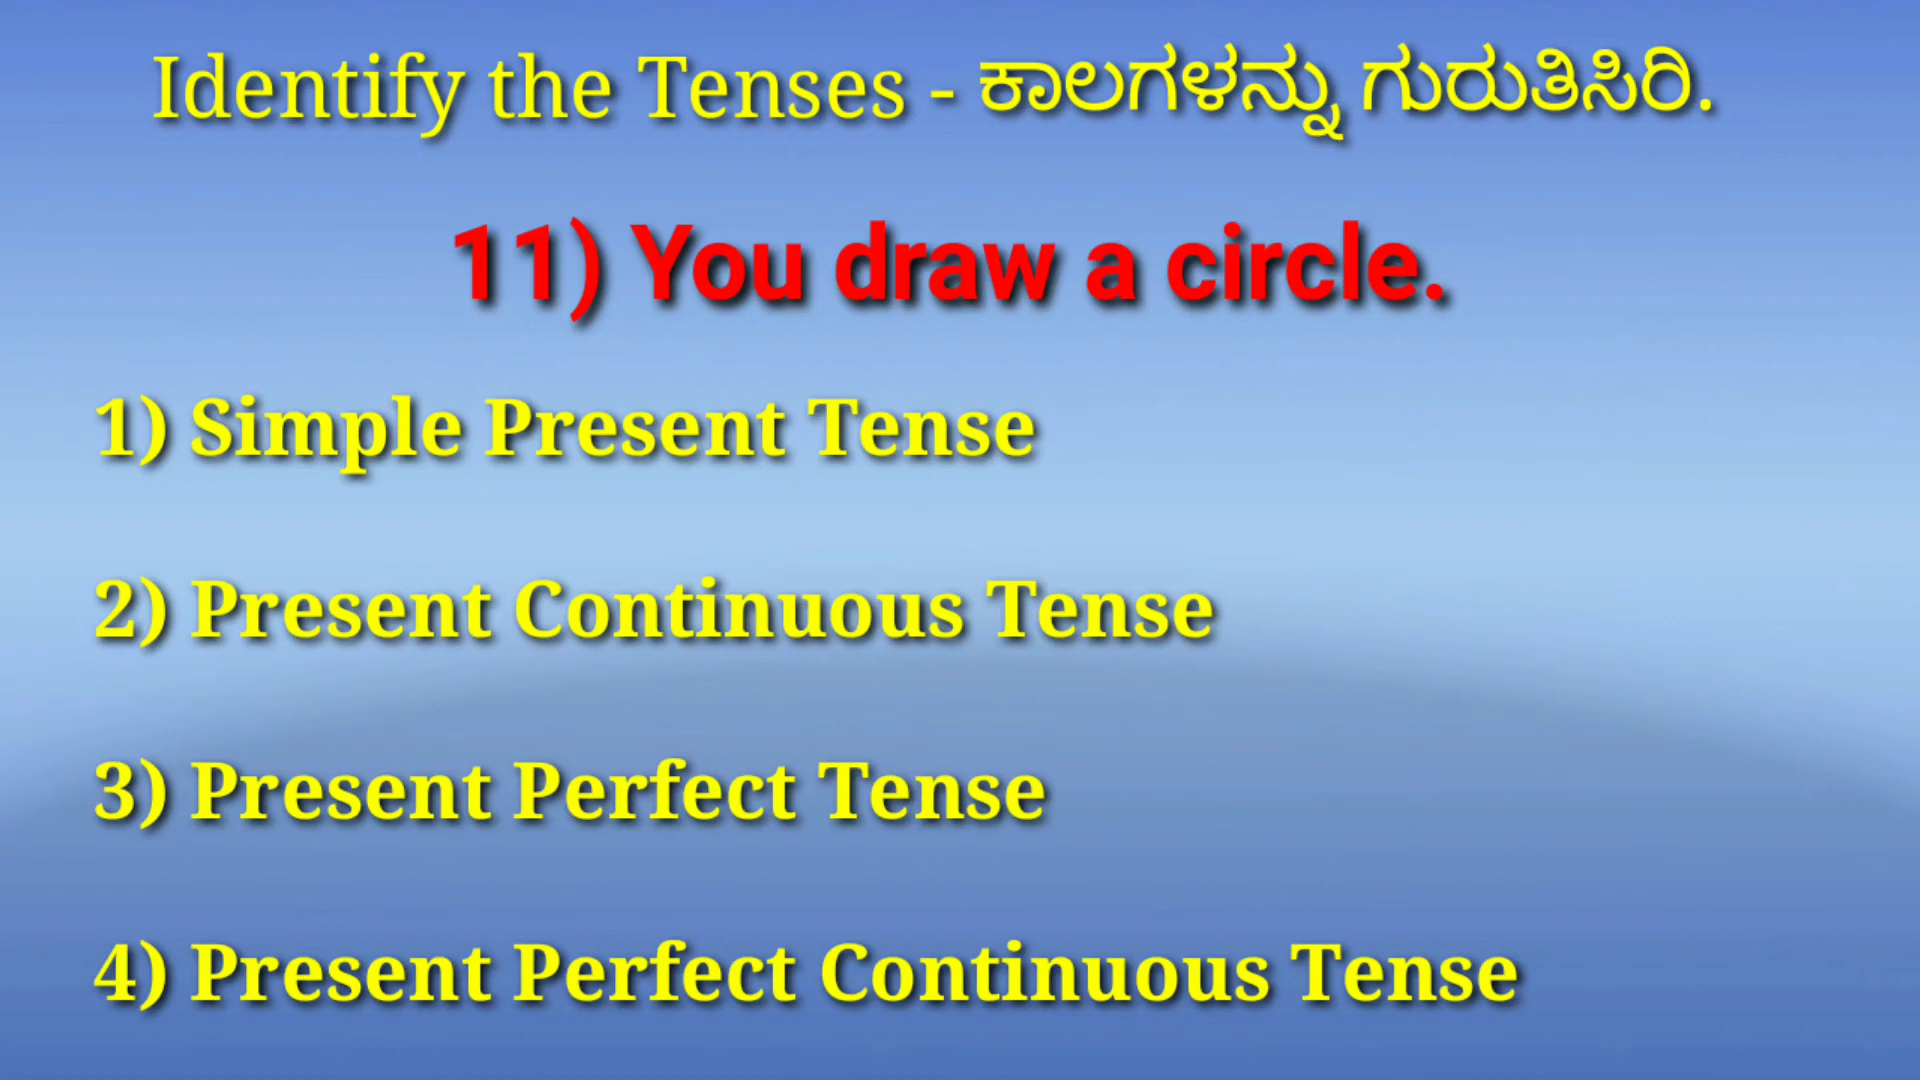 Identify the Tenses - ಕಾಲಗಳನ್ನು ಗುರುತಿಸಿರಿ.
11) You draw a circle.
1) Simple Present Tense
2) Present Continuous Tense
3) Present Perfect Tense
4) Present Perfect Continuous Tense